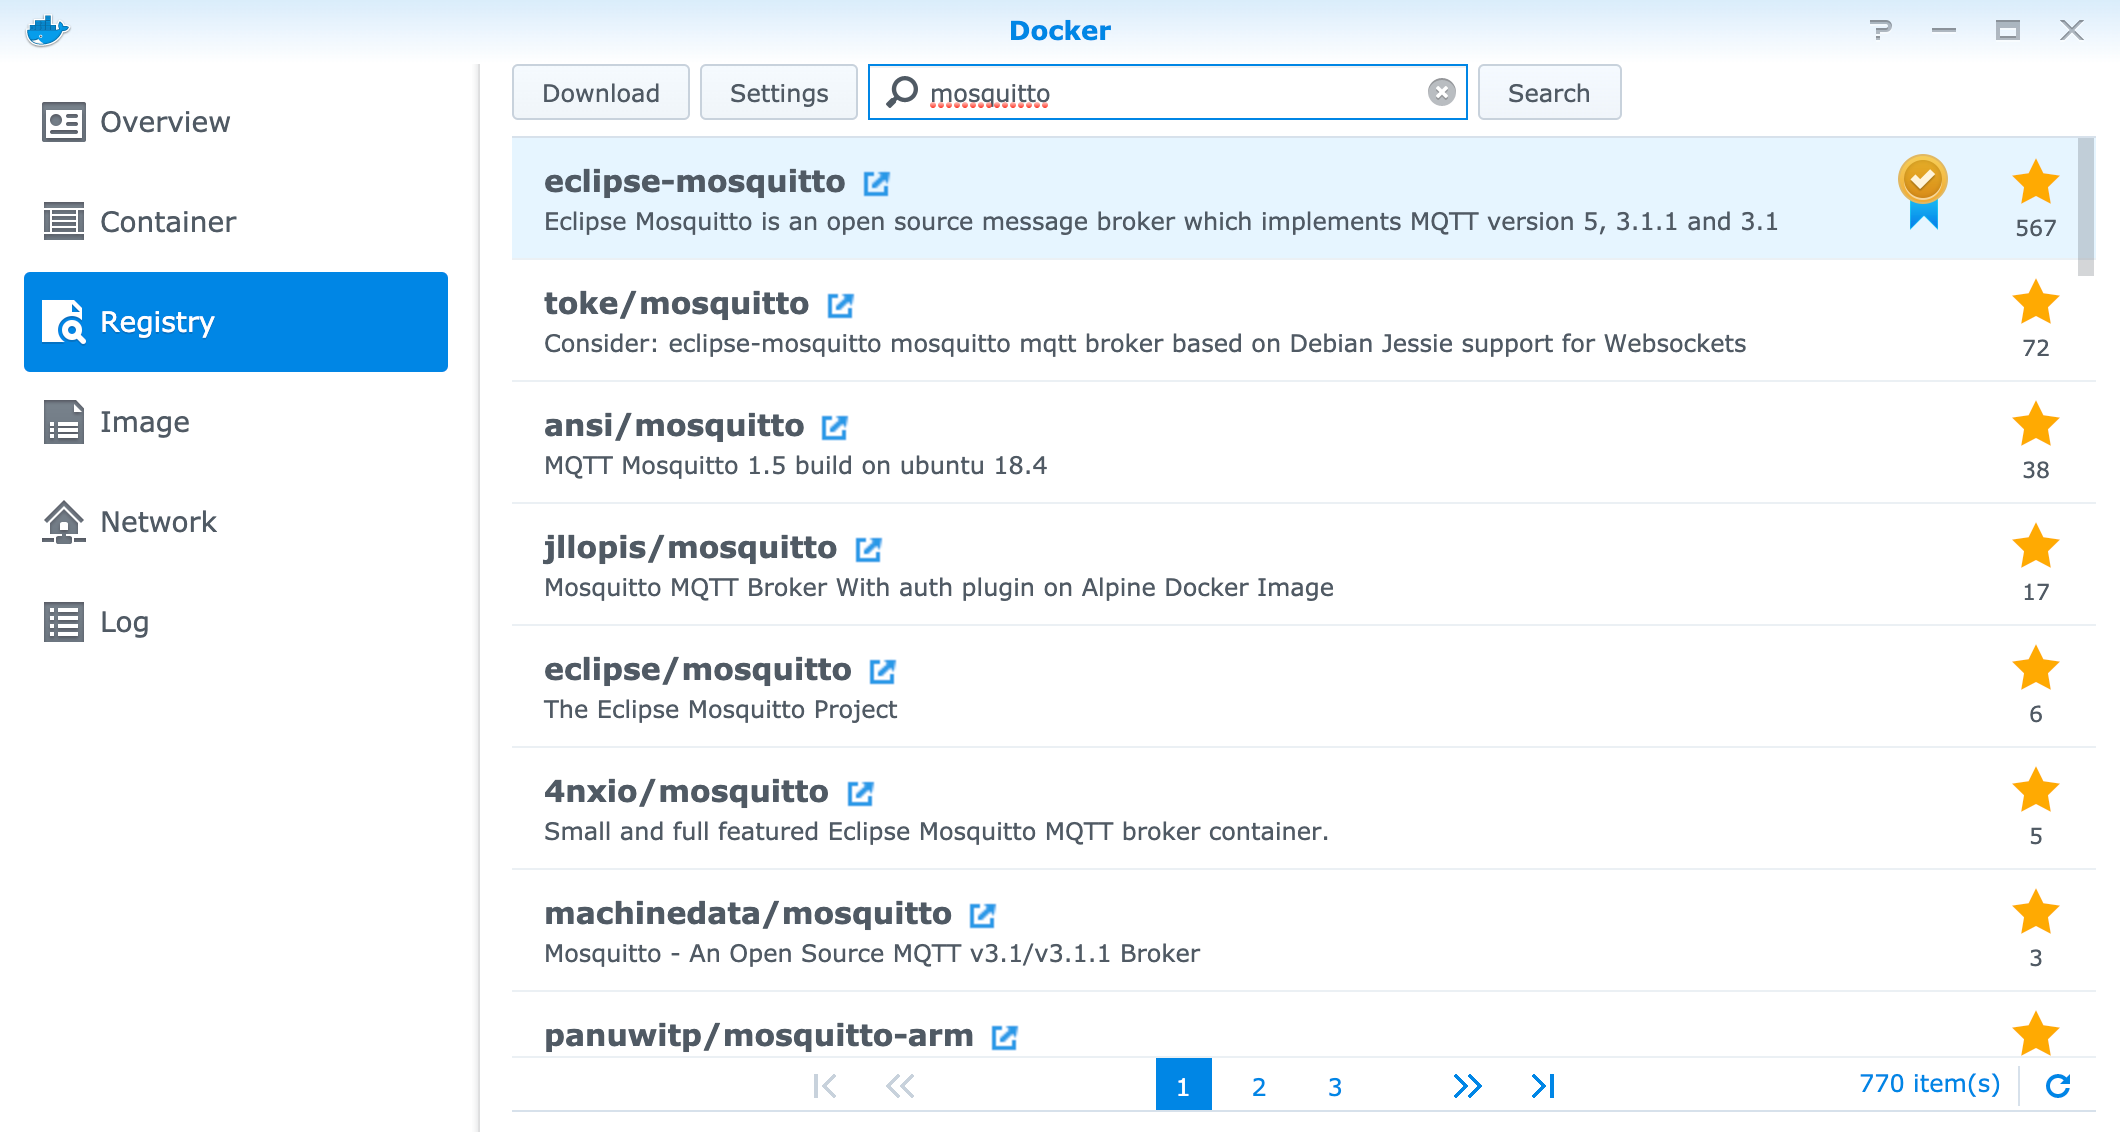 Docker
Overview
Container
Registry
Image
Network
Log
Download Settings mosquitto Search
eclipse-mosquitto
Eclipse Mosquitto is an open source message broker which implements MQTT version 5, 3.1.1 and 3.1
567
toke/mosquitto
Consider: eclipse-mosquitto mosquitto mqtt broker based on Debian Jessie support for Websockets
72
ansi/mosquitto
MQTT Mosquitto 1.5 build on ubuntu 18.4
38
jllopis/mosquitto
Mosquitto MQTT Broker With auth plugin on Alpine Docker Image
17
eclipse/mosquitto
The Eclipse Mosquitto Project
6
4nxio/mosquitto
Small and full featured Eclipse Mosquitto MQTT broker container.
5
machinedata/mosquitto
Mosquitto - An Open Source MQTT v3.1/v3.1.1 Broker
3
panuwitp/mosquitto-arm
1 2 3 770 item(s)